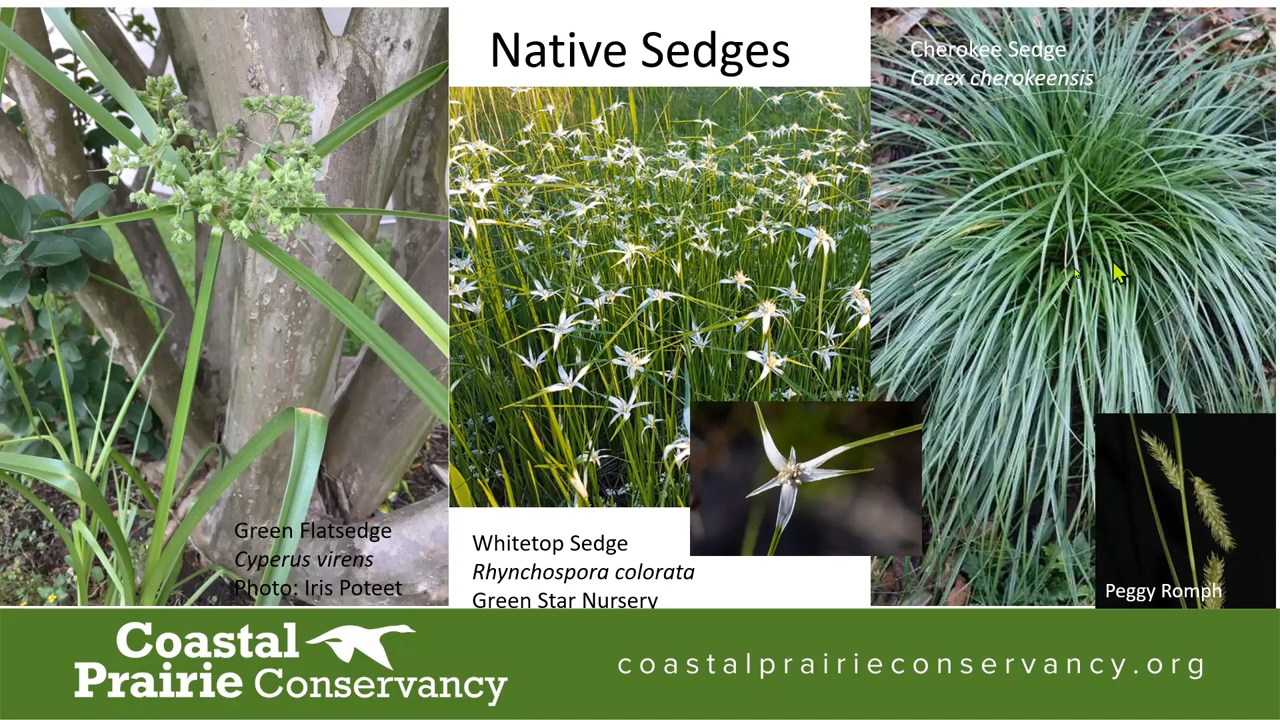 Native Sedges
Green Flatsedge
Cyperus virens
Photo: Iris Poteet
Whitetop Sedge
Rhynchospora colorata
Green Star Nursery
Cherokee Sedge
Carex cherokeensis
Peggy Romph
Coastal
Prairie Conservancy
coastalprairieconservancy.org